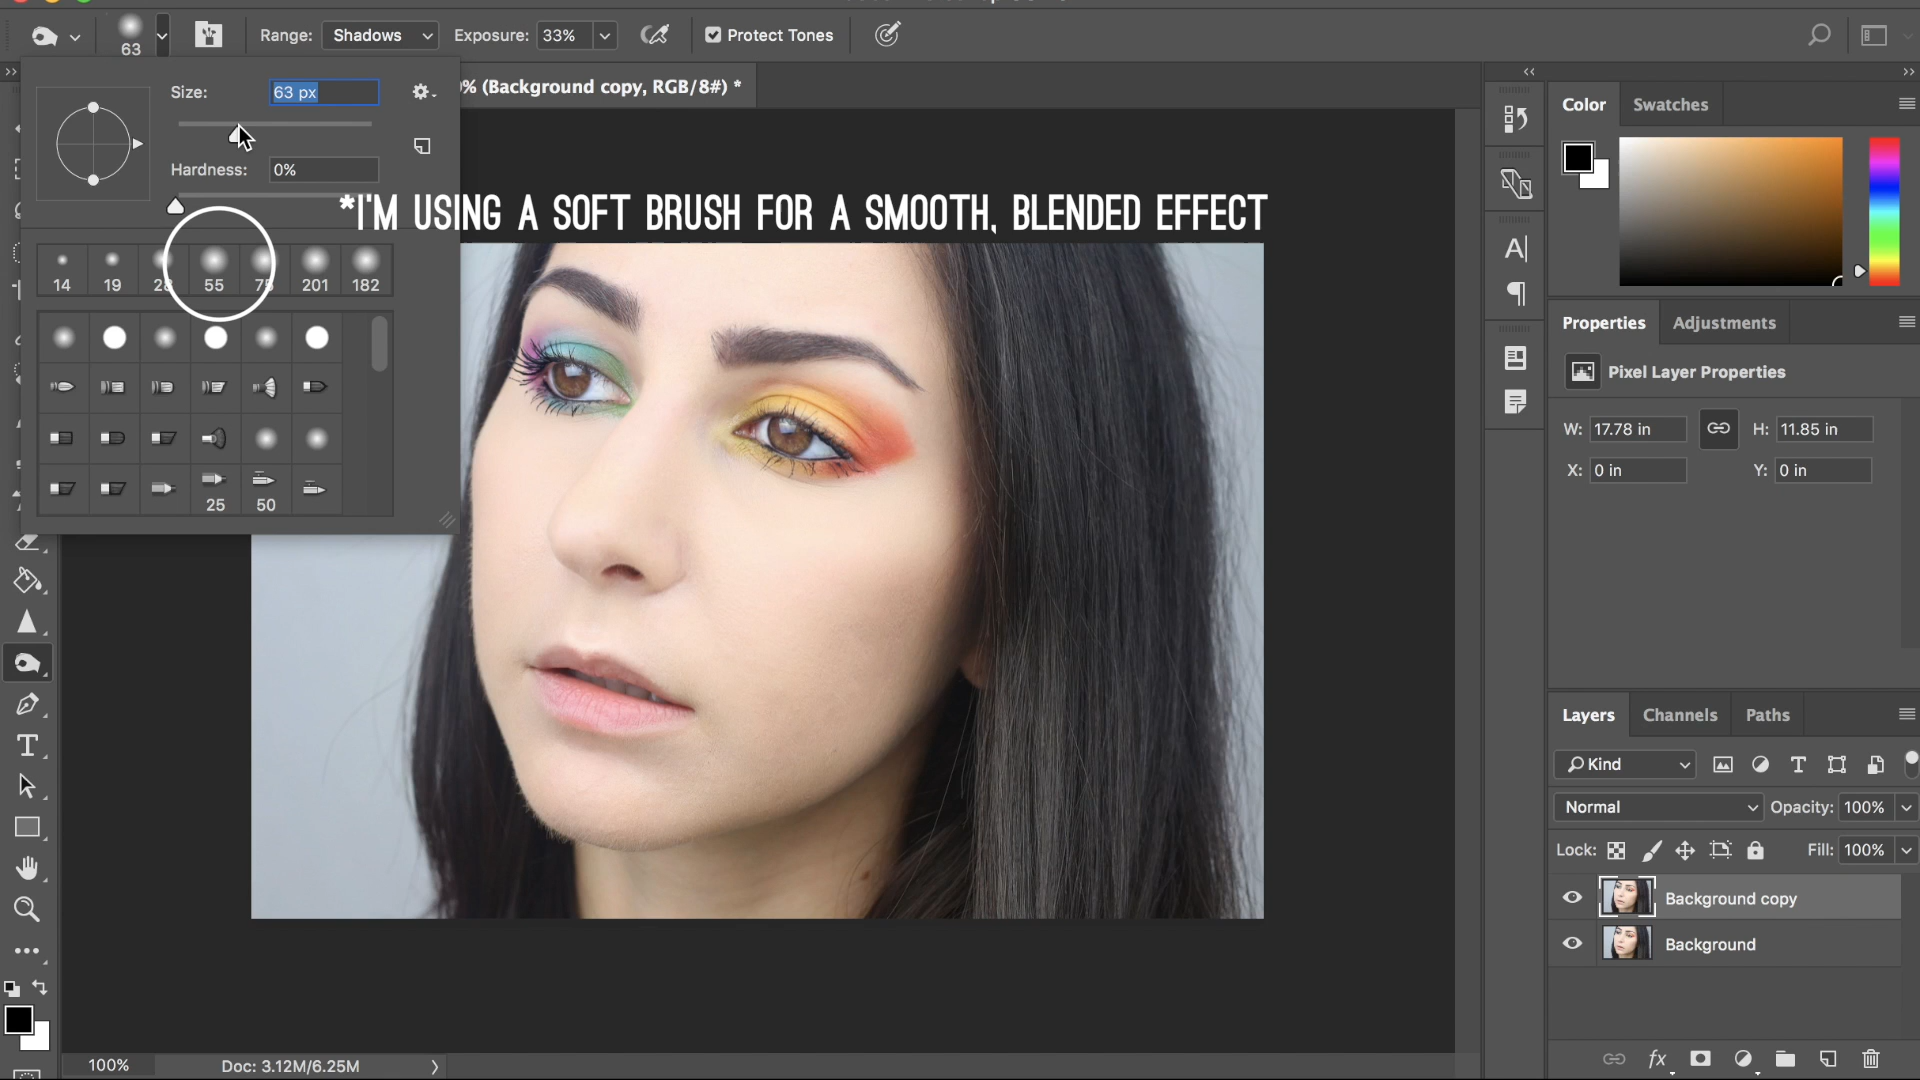 63
Range: Shadows
Exposure: 33%
Protect Tones
Size: 63 px
% (Background copy, RGB/8#) *
Hardness: 0%
*I'M USING A SOFT BRUSH FOR A SMOOTH, BLENDED EFFECT
14 19 28 55 75 201 182
25 50
Color Swatches
Properties Adjustments
Pixel Layer Properties
W: 17.78 in H: 11.85 in
X: 0 in Y: 0 in
Layers Channels Paths
Kind
Normal Opacity: 100%
Lock: Fill: 100%
Background copy
Background
fx
100% Doc: 3.12M/6.25M